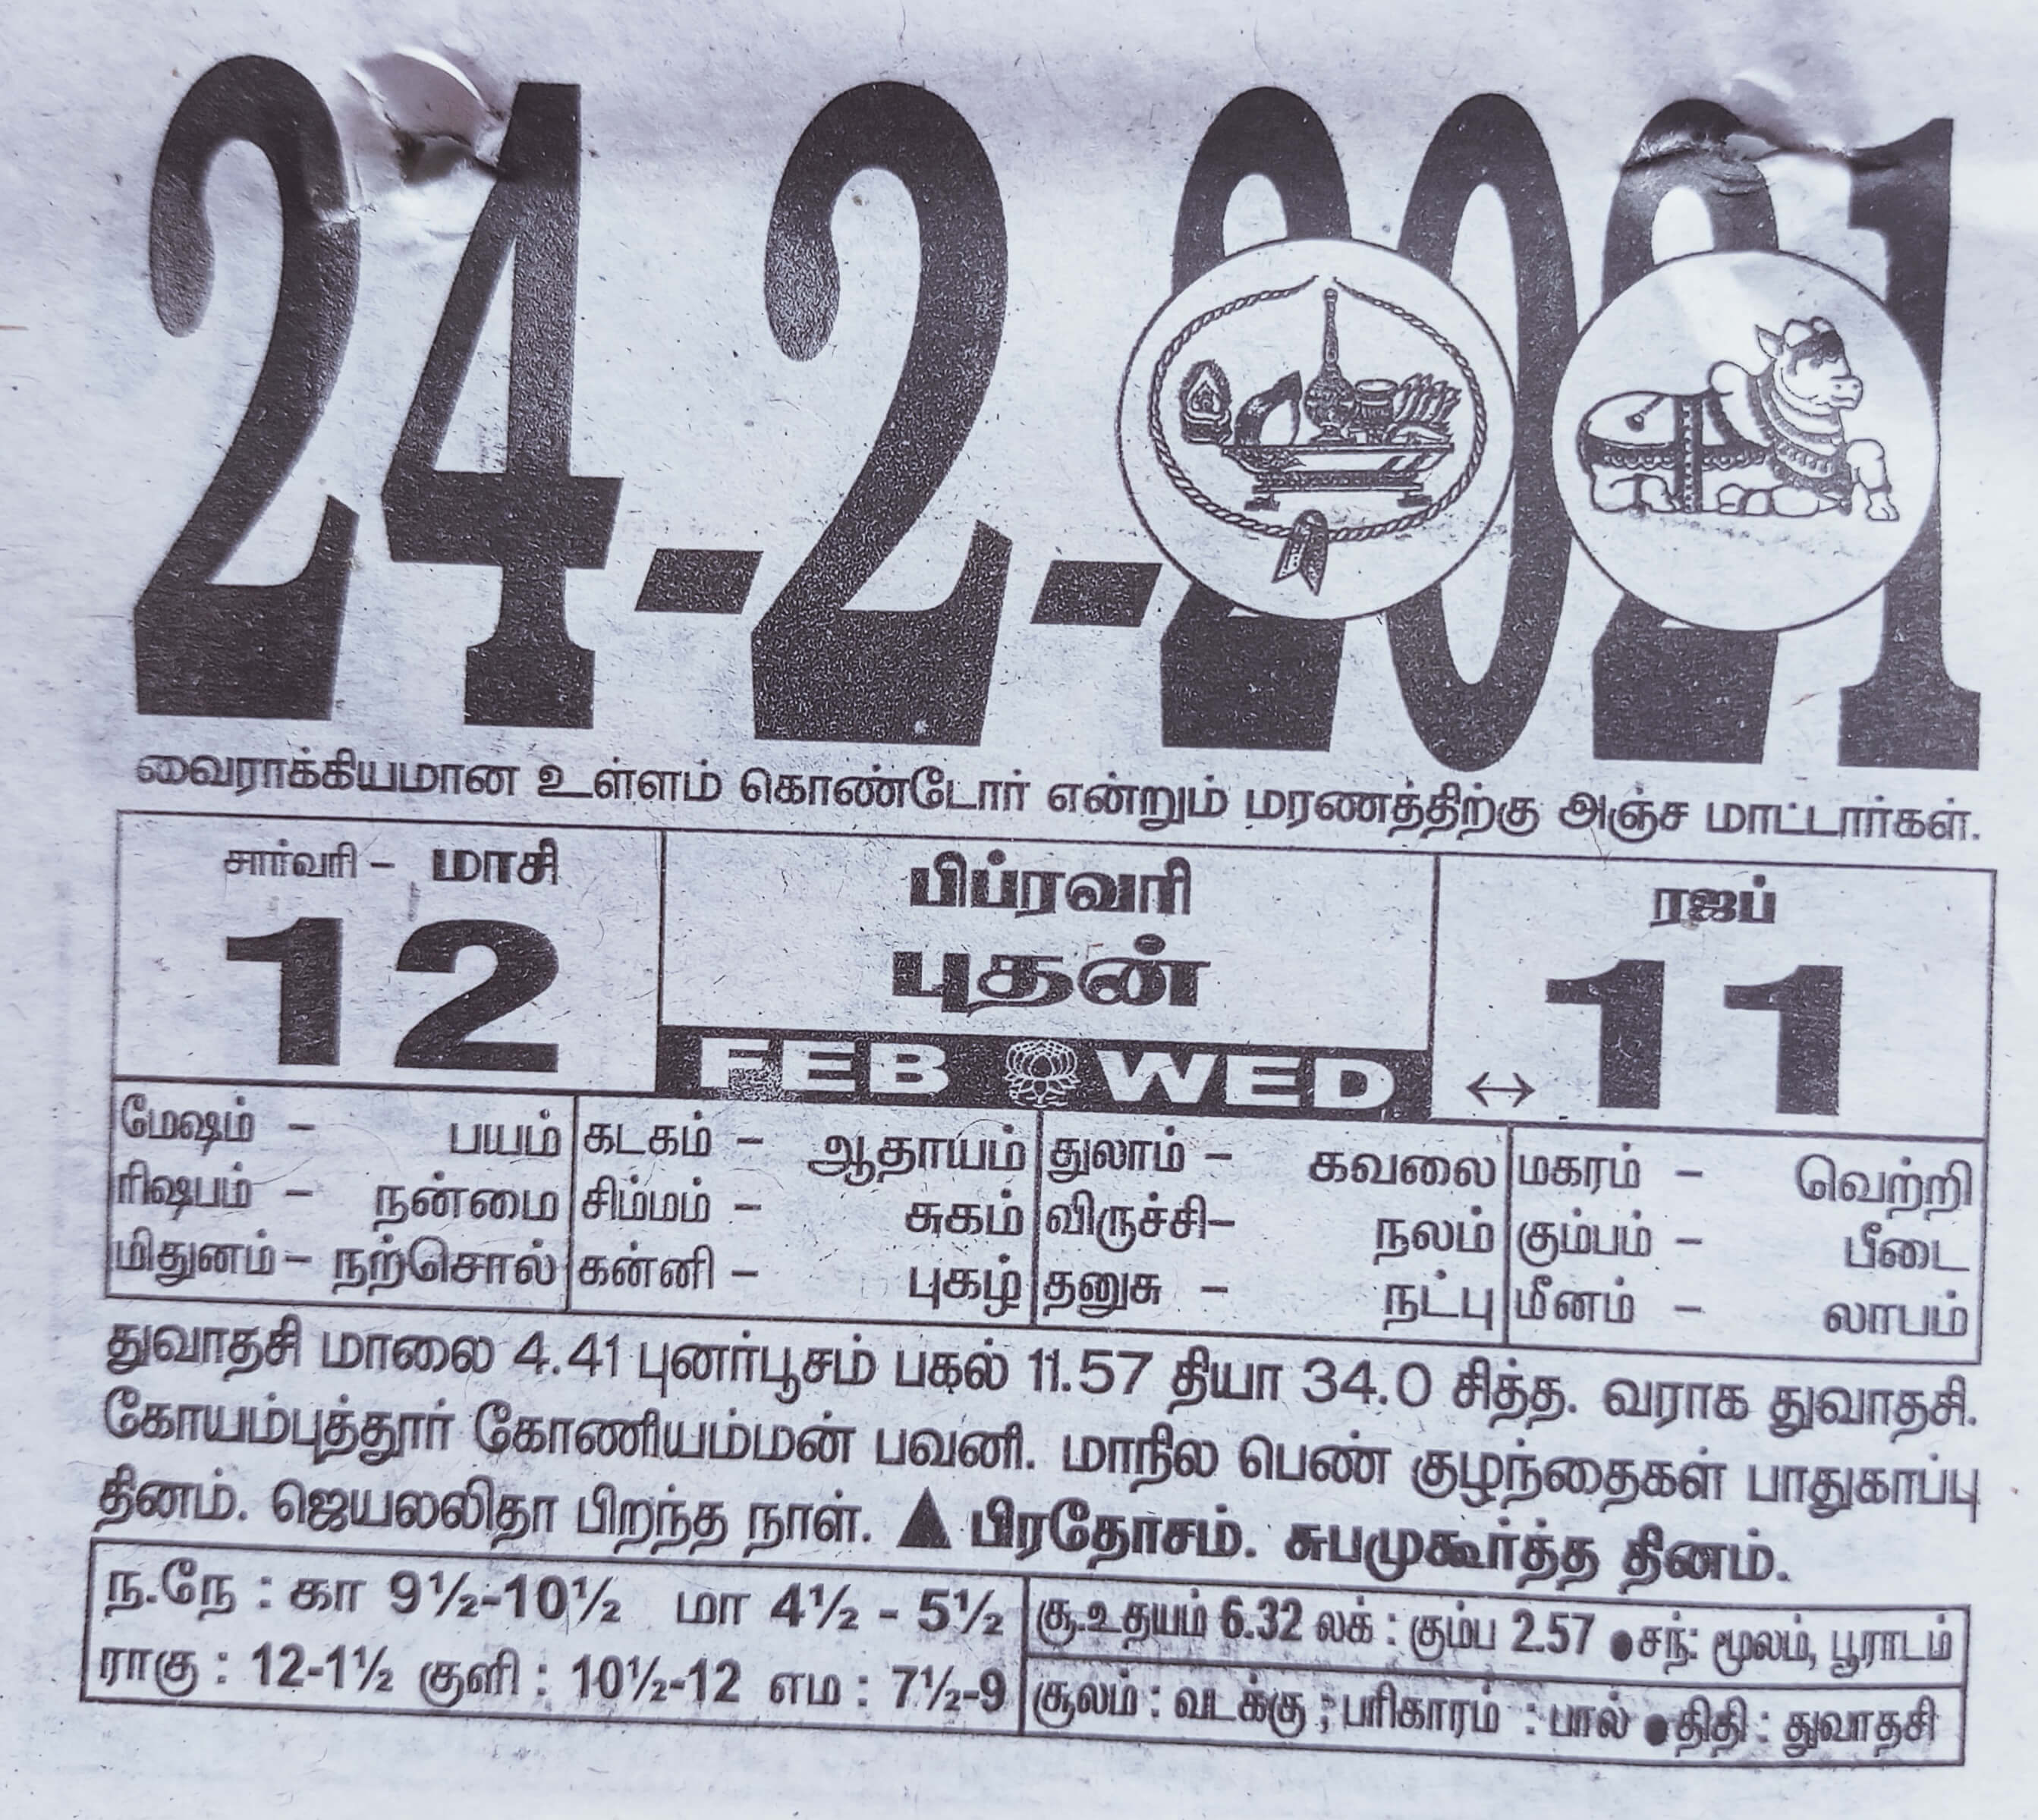 24-2-2021
வைராக்கியமான உள்ளம் கொண்டோர் என்றும் மரணத்திற்கு அஞ்ச மாட்டார்கள்.
சார்வரி - மாசி
12
பிப்ரவரி
புதன்
FEB WED
ரஜப்
↔ 11
மேஷம் - பயம்
ரிஷபம் - நன்மை
மிதுனம் - நற்சொல்
கடகம் - ஆதாயம்
சிம்மம் - சுகம்
கன்னி - புகழ்
துலாம் - கவலை
விருச்சி- நலம்
தனுசு - நட்பு
மகரம் - வெற்றி
கும்பம் - பீடை
மீனம் - லாபம்
துவாதசி மாலை 4.41 புனர்பூசம் பகல் 11.57 தியா 34.0 சித்த. வராக துவாதசி.
கோயம்புத்தூர் கோணியம்மன் பவனி. மாநில பெண் குழந்தைகள் பாதுகாப்பு
தினம். ஜெயலலிதா பிறந்த நாள். ▲ பிரதோசம். சுபமுகூர்த்த தினம்.
ந.நே : கா 9½-10½ மா 4½ - 5½
ராகு : 12-1½ குளி : 10½-12 எம : 7½-9
சூ.உதயம் 6.32 லக் : கும்ப 2.57 ●சந்: மூலம், பூராடம்
சூலம் : வடக்கு ; பரிகாரம் : பால் ●திதி : துவாதசி